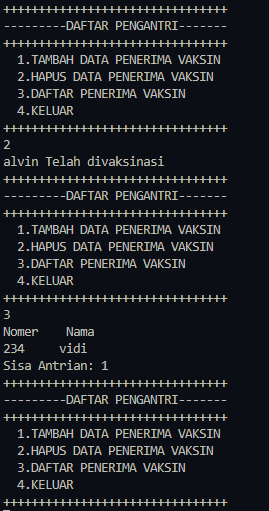 ++++++++++++++++++++++++++++++
---------DAFTAR PENGANTRI-------
++++++++++++++++++++++++++++++
1.TAMBAH DATA PENERIMA VAKSIN
2.HAPUS DATA PENERIMA VAKSIN
3.DAFTAR PENERIMA VAKSIN
4.KELUAR
++++++++++++++++++++++++++++++
2
alvin Telah divaksinasi
++++++++++++++++++++++++++++++
---------DAFTAR PENGANTRI-------
++++++++++++++++++++++++++++++
1.TAMBAH DATA PENERIMA VAKSIN
2.HAPUS DATA PENERIMA VAKSIN
3.DAFTAR PENERIMA VAKSIN
4.KELUAR
++++++++++++++++++++++++++++++
3
Nomer    Nama
234     vidi
Sisa Antrian: 1
++++++++++++++++++++++++++++++
---------DAFTAR PENGANTRI-------
++++++++++++++++++++++++++++++
1.TAMBAH DATA PENERIMA VAKSIN
2.HAPUS DATA PENERIMA VAKSIN
3.DAFTAR PENERIMA VAKSIN
4.KELUAR
++++++++++++++++++++++++++++++